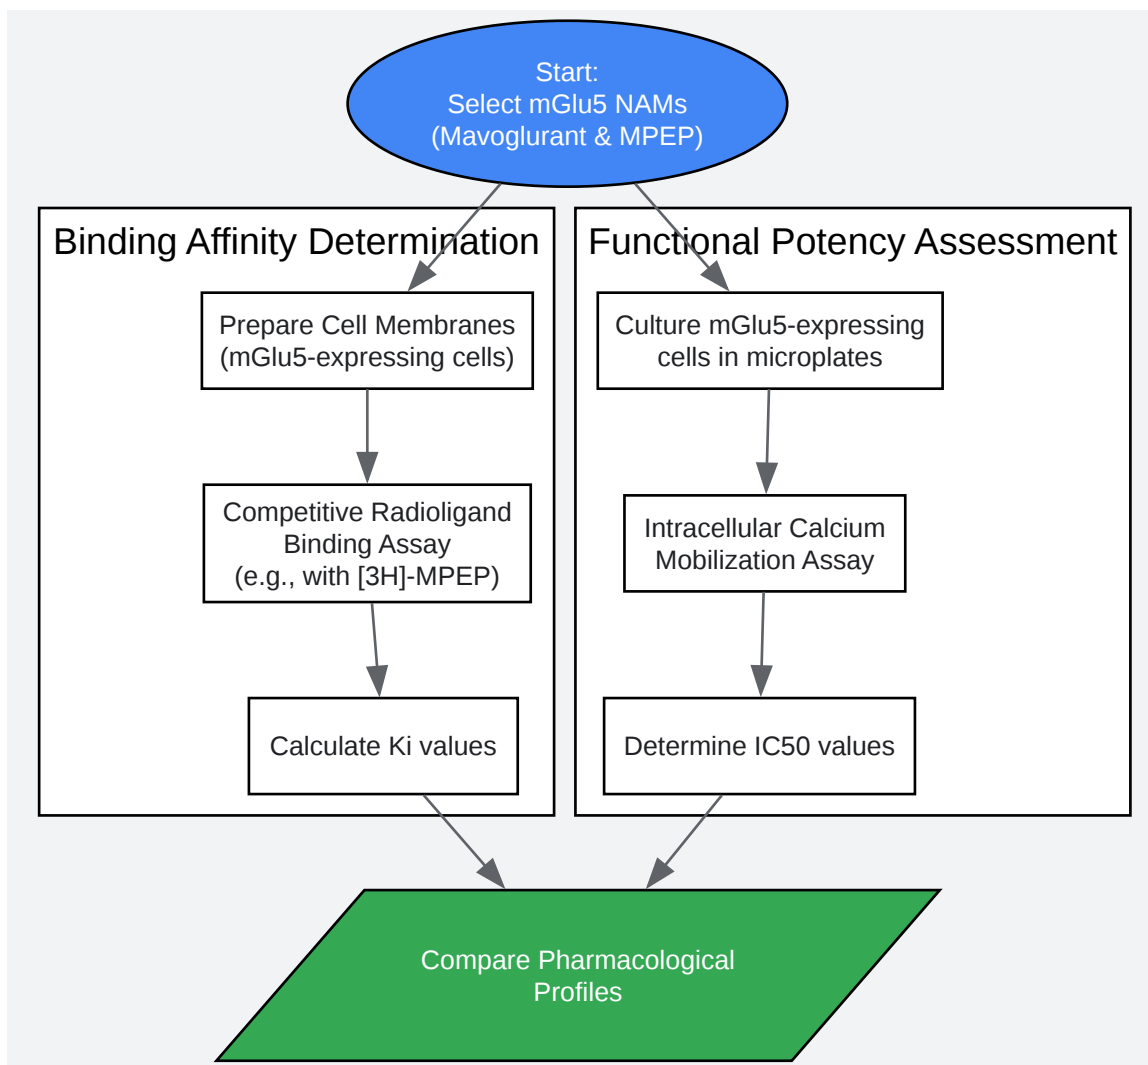 Start:
Select mGlu5 NAMs
(Mavoglurant & MPEP)
Binding Affinity Determination
Prepare Cell Membranes
(mGlu5-expressing cells)
Competitive Radioligand
Binding Assay
(e.g., with [3H]-MPEP)
Calculate Ki values
Functional Potency Assessment
Culture mGlu5-expressing
cells in microplates
Intracellular Calcium
Mobilization Assay
Determine IC50 values
Compare Pharmacological
Profiles